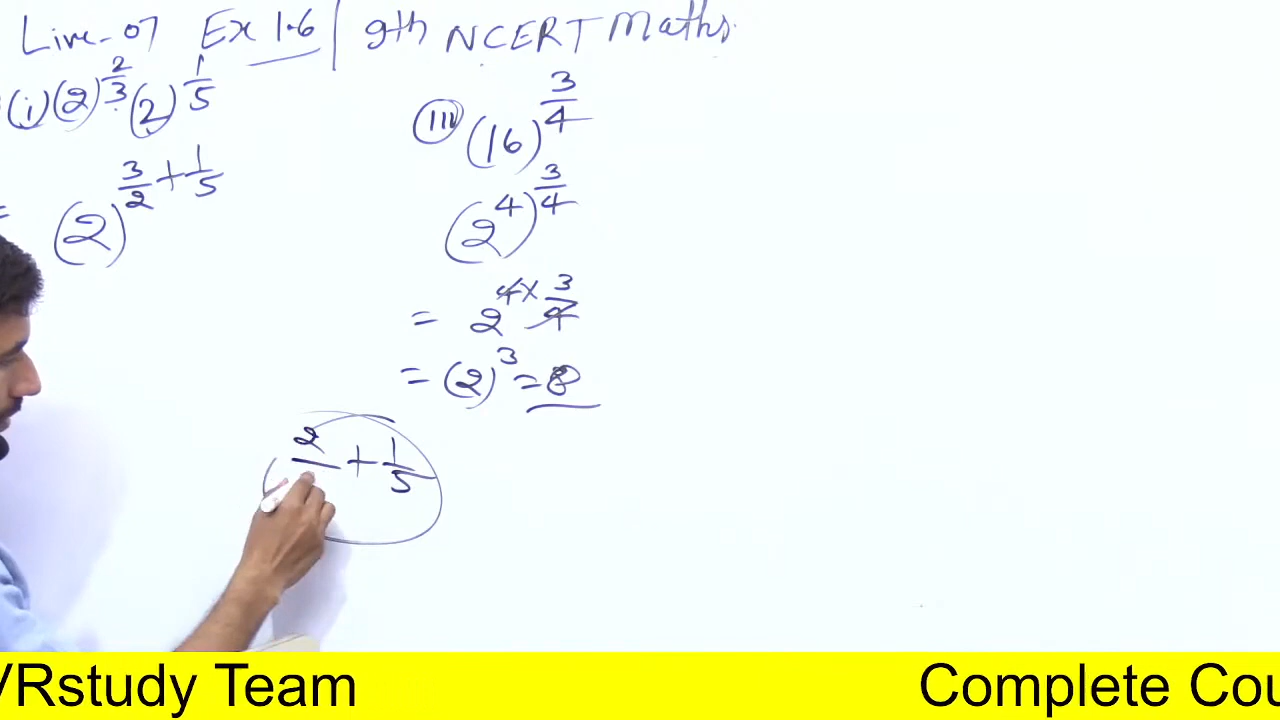 Live-07 Ex 1.6 | 9th NCERT Maths.
(i) (2)^{2/3} (2)^{1/5}
= (2)^{3/2 + 1/5}
(iii) (16)^{3/4}
(2^4)^{3/4}
= 2^{4 × 3/4}
= (2)^3 = 8
2/ + 1/5
VRstudy Team
Complete Cou